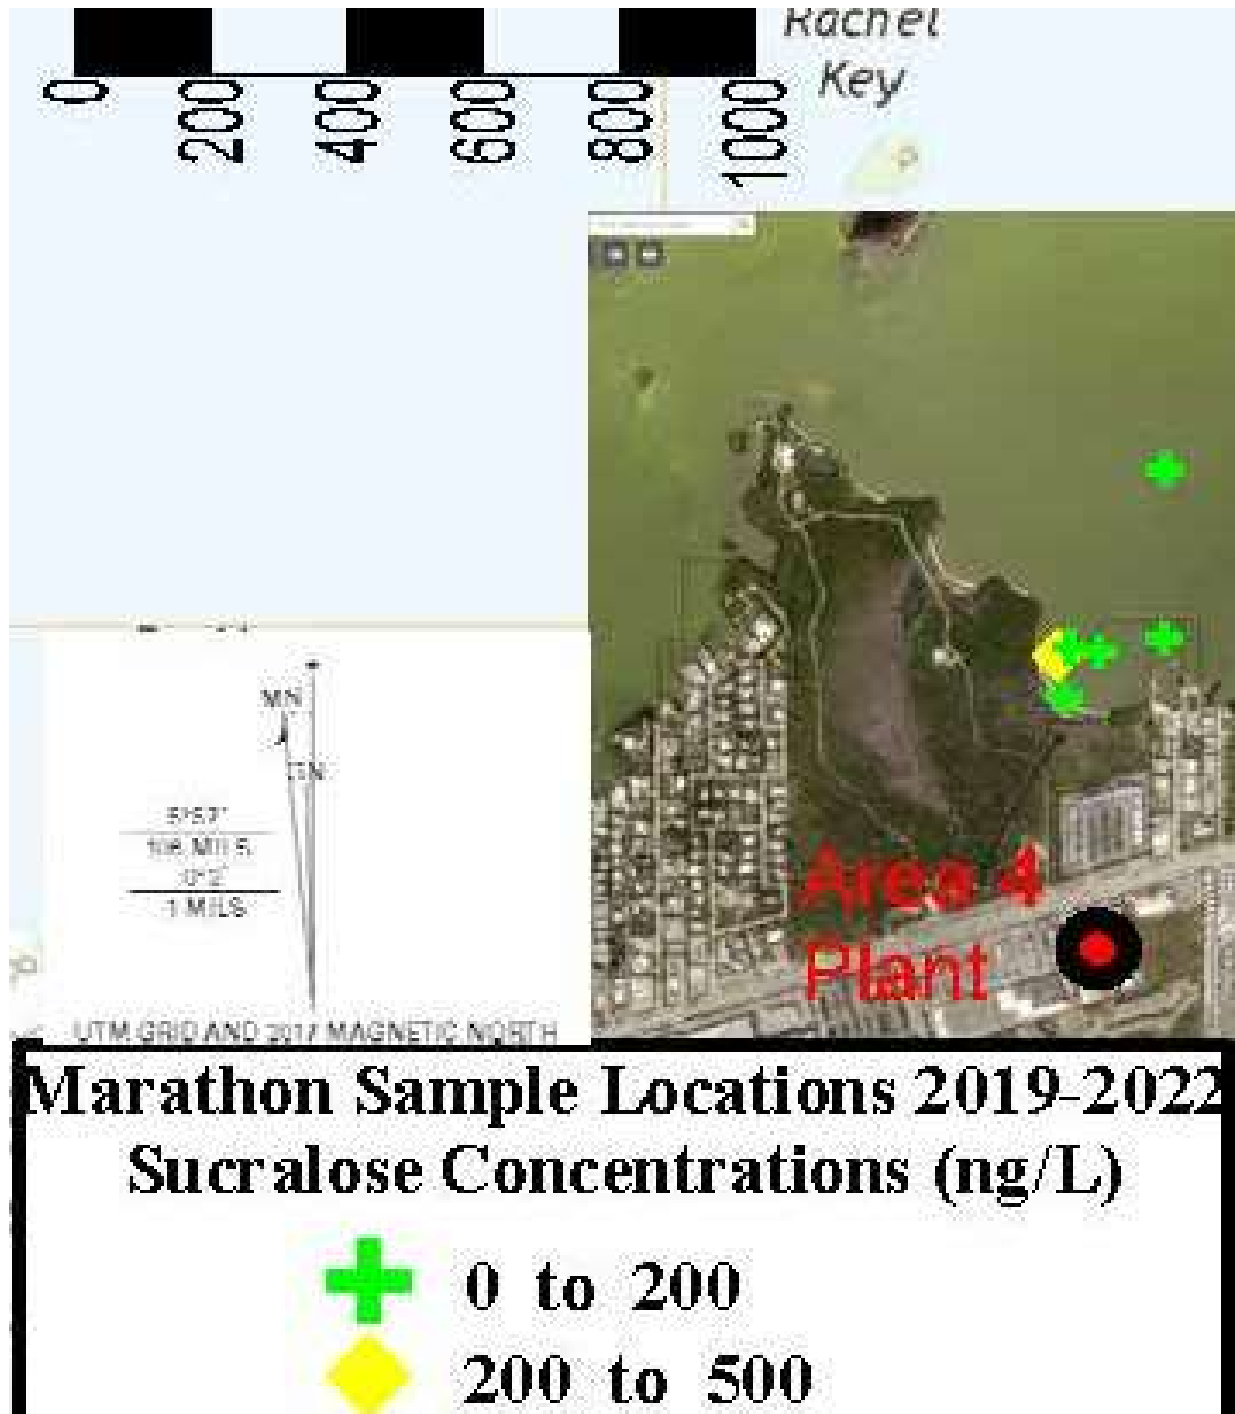 Rachel
Key
0
200
400
600
800
1000
MN
GN
1 MILS
UTM GRID AND 2017 MAGNETIC NORTH
Area 4
Plant
Marathon Sample Locations 2019-2022
Sucralose Concentrations (ng/L)
0 to 200
200 to 500